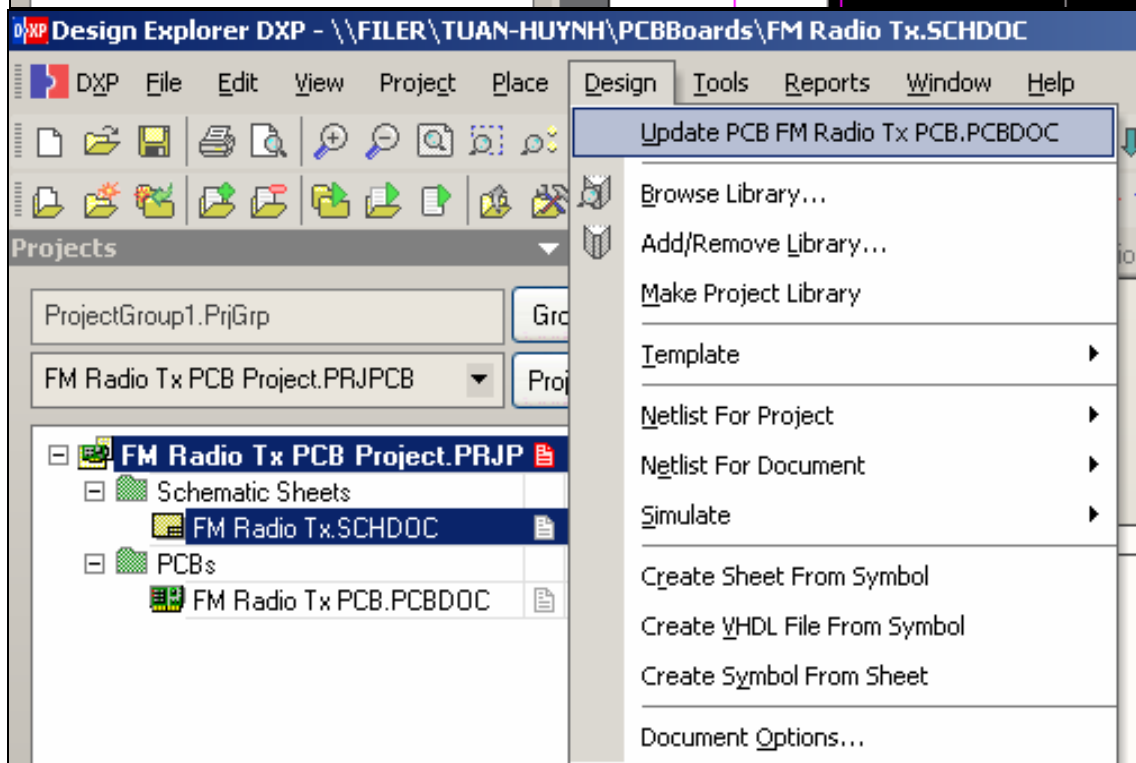 Design Explorer DXP - \\FILER\TUAN-HUYNH\PCBBoards\FM Radio Tx.SCHDOC
DXP File Edit View Project Place Design Tools Reports Window Help
Update PCB FM Radio Tx PCB.PCBDOC
Browse Library...
Projects
Add/Remove Library...
Make Project Library
ProjectGroup1.PrjGrp
Template
FM Radio Tx PCB Project.PRJPCB
Netlist For Project
FM Radio Tx PCB Project.PRJP
Netlist For Document
Schematic Sheets
Simulate
FM Radio Tx.SCHDOC
PCBs
Create Sheet From Symbol
FM Radio Tx PCB.PCBDOC
Create VHDL File From Symbol
Create Symbol From Sheet
Document Options...